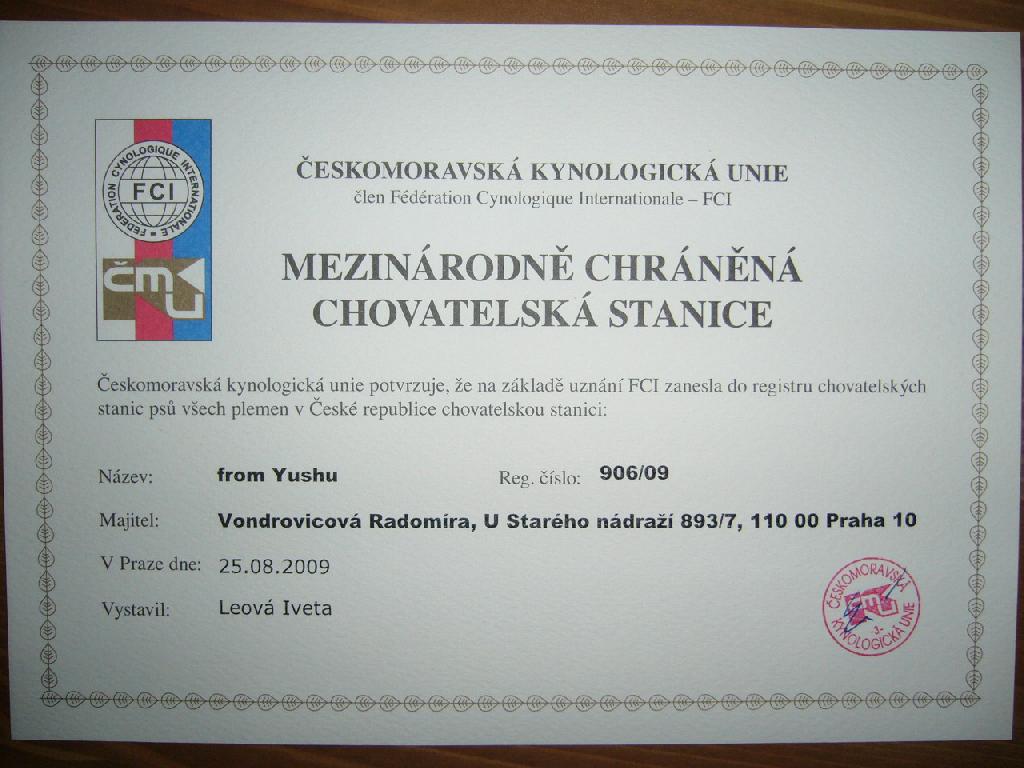 FEDERATION CYNOLOGIQUE INTERNATIONALE
FCI
čmku
ČESKOMORAVSKÁ KYNOLOGICKÁ UNIE
člen Fédération Cynologique Internationale – FCI
MEZINÁRODNĚ CHRÁNĚNÁ
CHOVATELSKÁ STANICE
Českomoravská kynologická unie potvrzuje, že na základě uznání FCI zanesla do registru chovatelských
stanic psů všech plemen v České republice chovatelskou stanici:
Název: from Yushu Reg. číslo: 906/09
Majitel: Vondrovicová Radomíra, U Starého nádraží 893/7, 110 00 Praha 10
V Praze dne: 25.08.2009
Vystavil: Leová Iveta
ČESKOMORAVSKÁ
KYNOLOGICKÁ UNIE
-3-